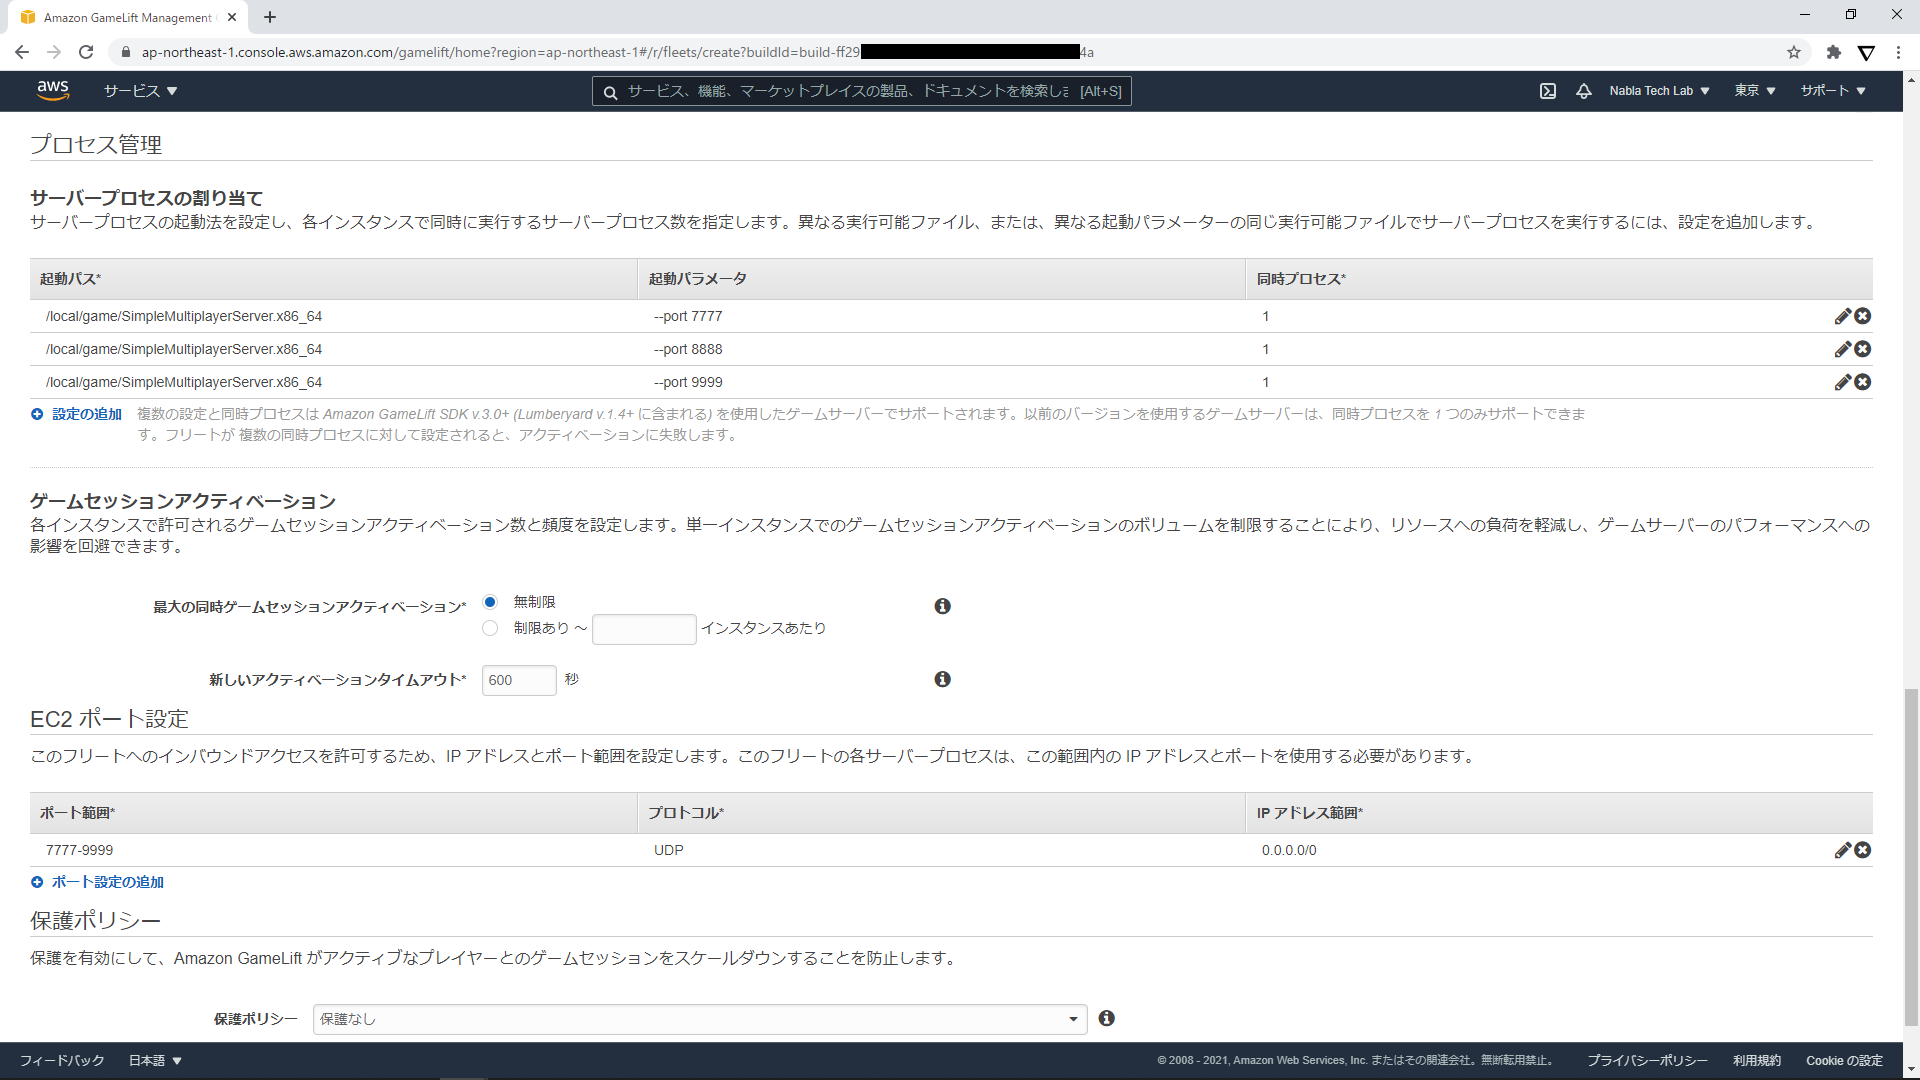 Amazon GameLift Management
ap-northeast-1.console.aws.amazon.com/gamelift/home?region=ap-northeast-1#/r/fleets/create?buildId=build-ff29 4a
aws サービス サービス、機能、マーケットプレイスの製品、ドキュメントを検索しま [Alt+S] Nabla Tech Lab 東京 サポート
プロセス管理
サーバープロセスの割り当て
サーバープロセスの起動法を設定し、各インスタンスで同時に実行するサーバープロセス数を指定します。異なる実行可能ファイル、または、異なる起動パラメーターの同じ実行可能ファイルでサーバープロセスを実行するには、設定を追加します。
起動パス* 起動パラメータ 同時プロセス*
/local/game/SimpleMultiplayerServer.x86_64 --port 7777 1
/local/game/SimpleMultiplayerServer.x86_64 --port 8888 1
/local/game/SimpleMultiplayerServer.x86_64 --port 9999 1
設定の追加 複数の設定と同時プロセスは Amazon GameLift SDK v.3.0+ (Lumberyard v.1.4+ に含まれる) を使用したゲームサーバーでサポートされます。以前のバージョンを使用するゲームサーバーは、同時プロセスを 1 つのみサポートできま
す。フリートが 複数の同時プロセスに対して設定されると、アクティベーションに失敗します。
ゲームセッションアクティベーション
各インスタンスで許可されるゲームセッションアクティベーション数と頻度を設定します。単一インスタンスでのゲームセッションアクティベーションのボリュームを制限することにより、リソースへの負荷を軽減し、ゲームサーバーのパフォーマンスへの
影響を回避できます。
最大の同時ゲームセッションアクティベーション* 無制限
制限あり ～ インスタンスあたり
新しいアクティベーションタイムアウト* 600 秒
EC2 ポート設定
このフリートへのインバウンドアクセスを許可するため、IP アドレスとポート範囲を設定します。このフリートの各サーバープロセスは、この範囲内の IP アドレスとポートを使用する必要があります。
ポート範囲* プロトコル* IP アドレス範囲*
7777-9999 UDP 0.0.0.0/0
ポート設定の追加
保護ポリシー
保護を有効にして、Amazon GameLift がアクティブなプレイヤーとのゲームセッションをスケールダウンすることを防止します。
保護ポリシー 保護なし
フィードバック 日本語 © 2008 - 2021, Amazon Web Services, Inc. またはその関連会社。無断転用禁止。 プライバシーポリシー 利用規約 Cookie の設定